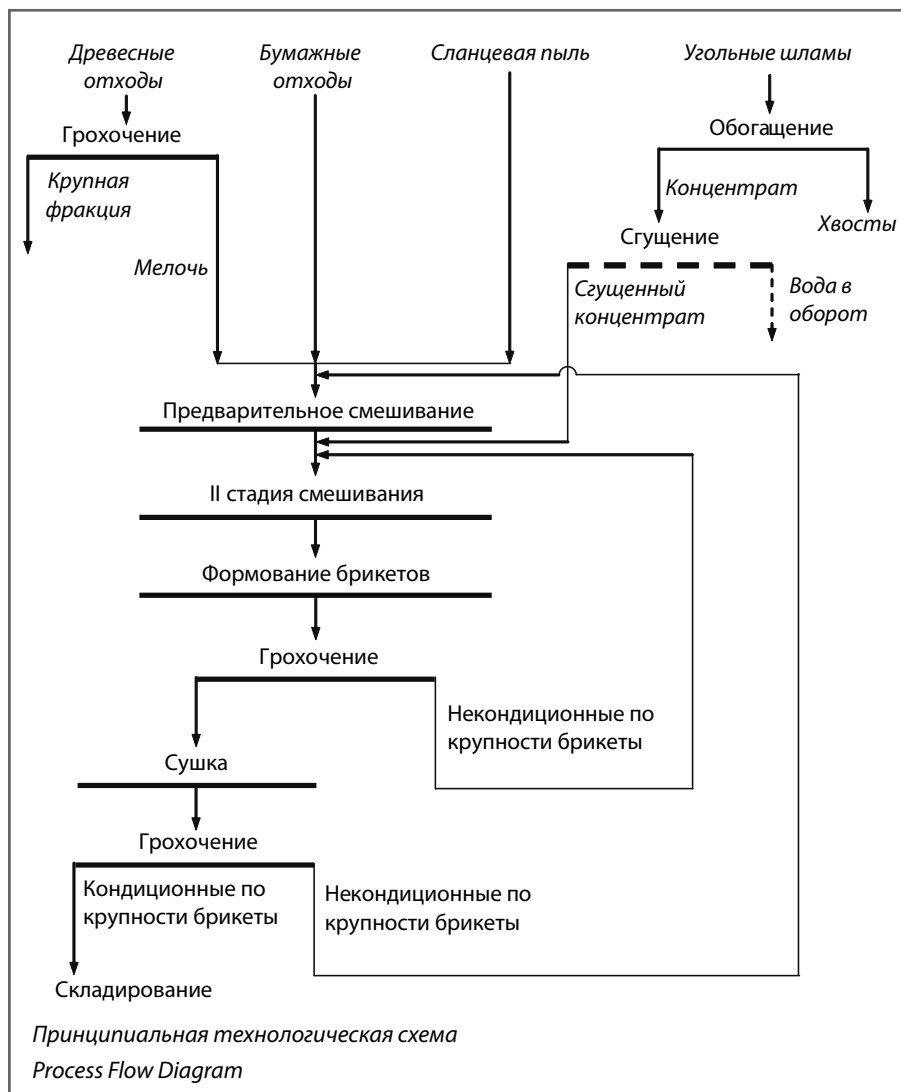 Древесные
отходы
Бумажные
отходы
Сланцевая пыль
Угольные шламы
Грохочение
Обогащение
Крупная
фракция
Концентрат
Хвосты
Сгущение
Мелочь
Сгущенный
концентрат
Вода в
оборот
Предварительное смешивание
II стадия смешивания
Формование брикетов
Грохочение
Некондиционные по
крупности брикеты
Сушка
Грохочение
Кондиционные по
крупности брикеты
Некондиционные по
крупности брикеты
Складирование
Принципиальная технологическая схема
Process Flow Diagram